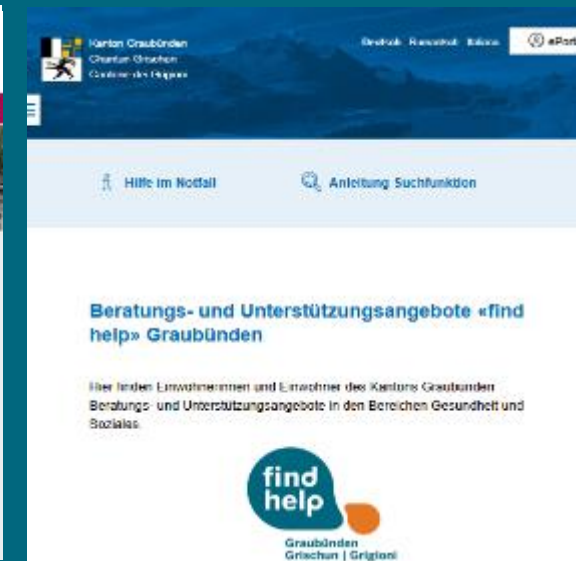 Kanton Graubünden
Chantun Grischun
Cantone dei Grigioni
Deutsch Rumantsch Italiano
Hilfe im Notfall
Anleitung Suchfunktion
Beratungs- und Unterstützungsangebote «find
help» Graubünden
Hier finden Einwohnerinnen und Einwohner des Kantons Graubünden
Beratungs- und Unterstützungsangebote in den Bereichen Gesundheit und
Soziales.
find
help
Graubünden
Grischun | Grigioni